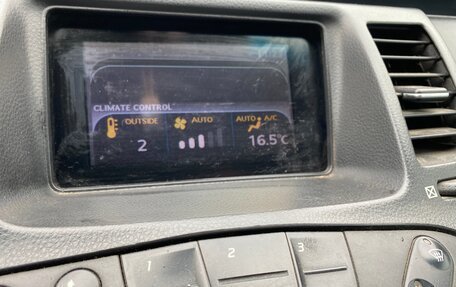 CLIMATE CONTROL
OUTSIDE AUTO AUTO A/C
2 16.5°C
1 2 3